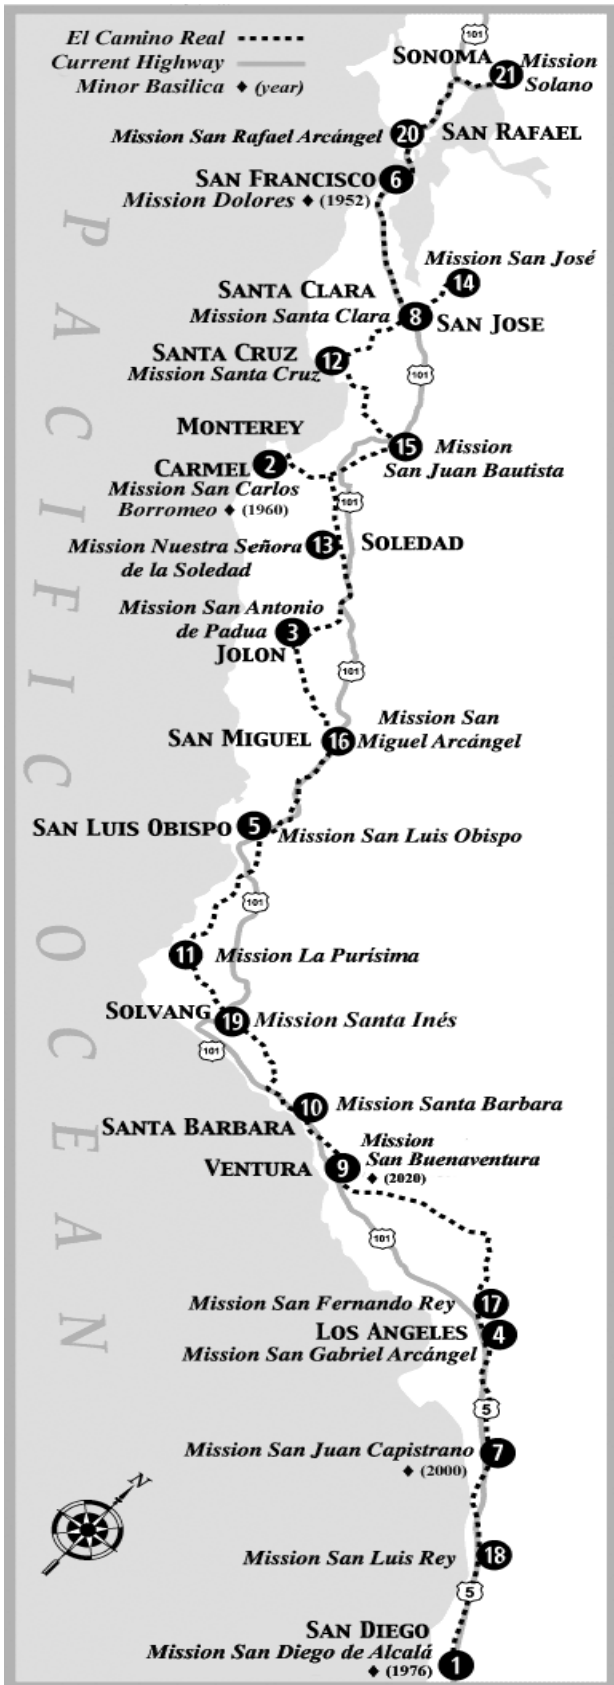 El Camino Real
Current Highway
Minor Basilica ♦ (year)
101
SONOMA
21
Mission
Solano
Mission San Rafael Arcángel
20
SAN RAFAEL
SAN FRANCISCO
6
Mission Dolores ♦ (1952)
Mission San José
14
SANTA CLARA
Mission Santa Clara
8
SAN JOSE
SANTA CRUZ
12
Mission Santa Cruz
101
MONTEREY
15
Mission
San Juan Bautista
CARMEL
2
Mission San Carlos
Borromeo ♦ (1960)
101
Mission Nuestra Señora
de la Soledad
13
SOLEDAD
Mission San Antonio
de Padua
3
JOLON
101
SAN MIGUEL
16
Mission San
Miguel Arcángel
SAN LUIS OBISPO
5
Mission San Luis Obispo
101
11
Mission La Purísima
SOLVANG
19
Mission Santa Inés
101
10
Mission Santa Barbara
SANTA BARBARA
Mission
San Buenaventura
♦ (2020)
VENTURA
9
101
Mission San Fernando Rey
17
LOS ANGELES
4
Mission San Gabriel Arcángel
5
Mission San Juan Capistrano
7
♦ (2000)
Mission San Luis Rey
18
5
SAN DIEGO
Mission San Diego de Alcalá
♦ (1976)
1
PACIFIC OCEAN
N